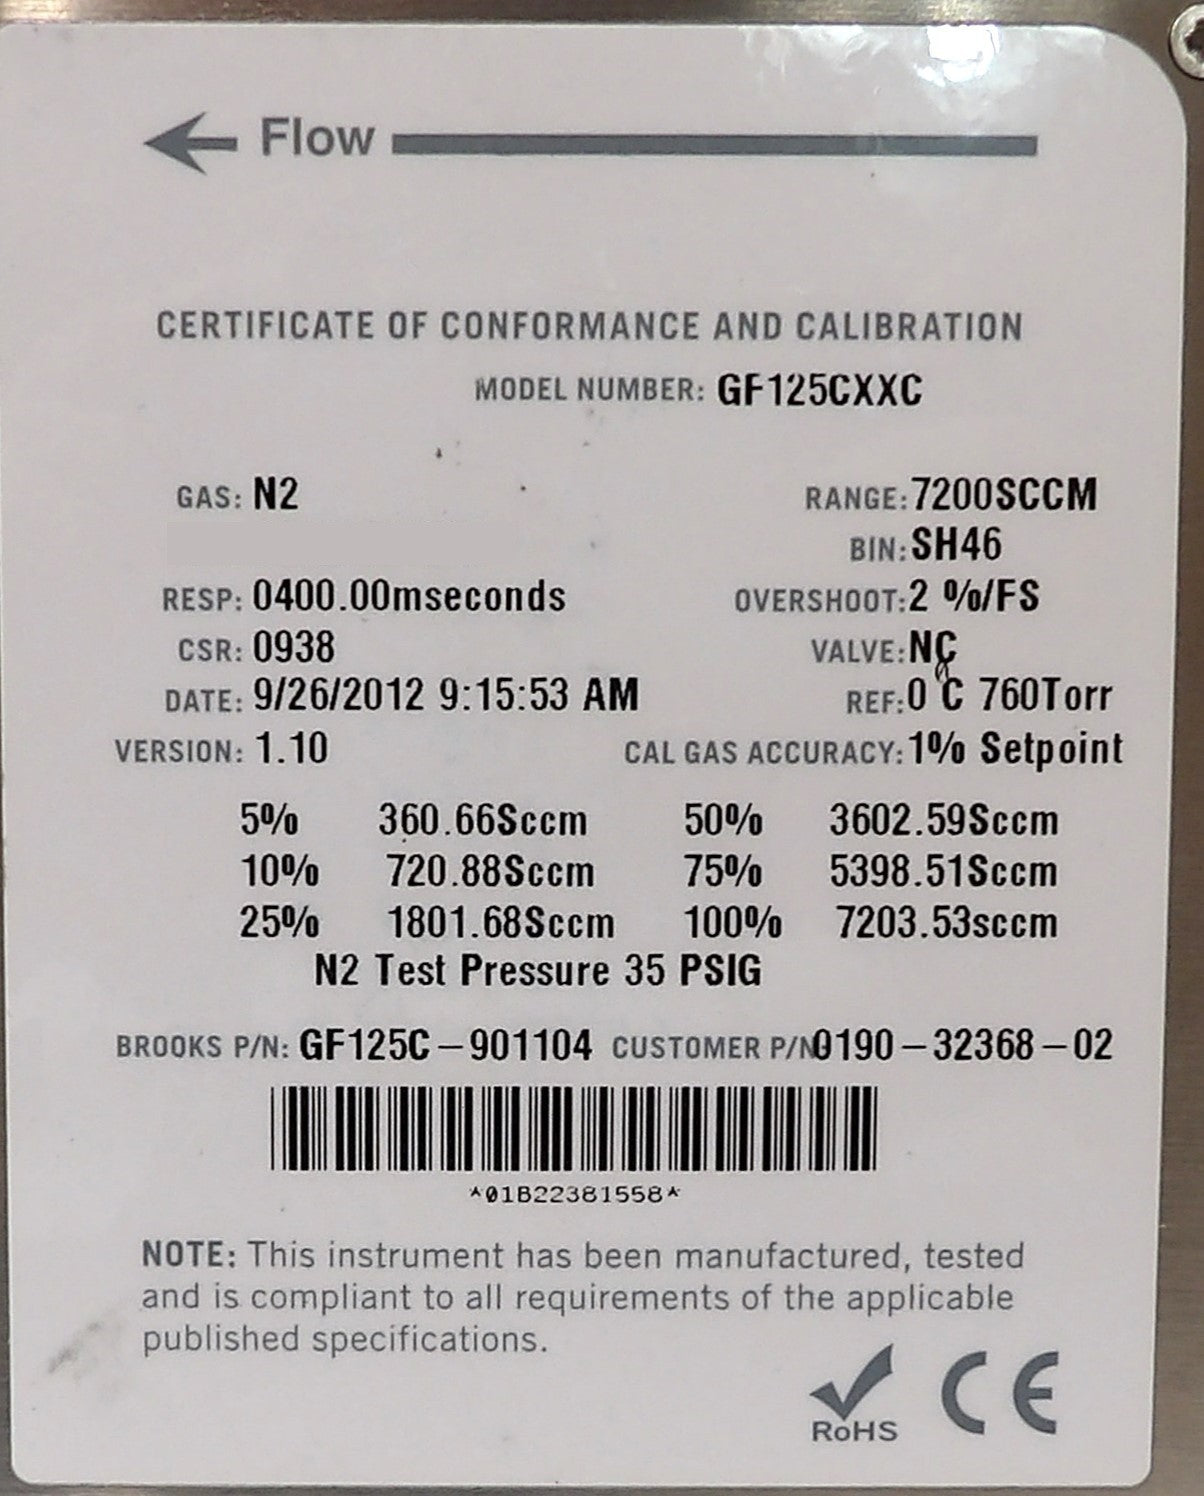 Flow
CERTIFICATE OF CONFORMANCE AND CALIBRATION
MODEL NUMBER: GF125CXXC
GAS: N2 RANGE:7200SCCM
BIN:SH46
RESP: 0400.00mseconds OVERSHOOT:2 %/FS
CSR: 0938 VALVE:NC
DATE: 9/26/2012 9:15:53 AM REF:0°C 760Torr
VERSION: 1.10 CAL GAS ACCURACY:1% Setpoint
5% 360.66Sccm 50% 3602.59Sccm
10% 720.88Sccm 75% 5398.51Sccm
25% 1801.68Sccm 100% 7203.53sccm
N2 Test Pressure 35 PSIG
BROOKS P/N: GF125C-901104 CUSTOMER P/N 0190-32368-02
*01B22381558*
NOTE: This instrument has been manufactured, tested
and is compliant to all requirements of the applicable
published specifications.
RoHS CE